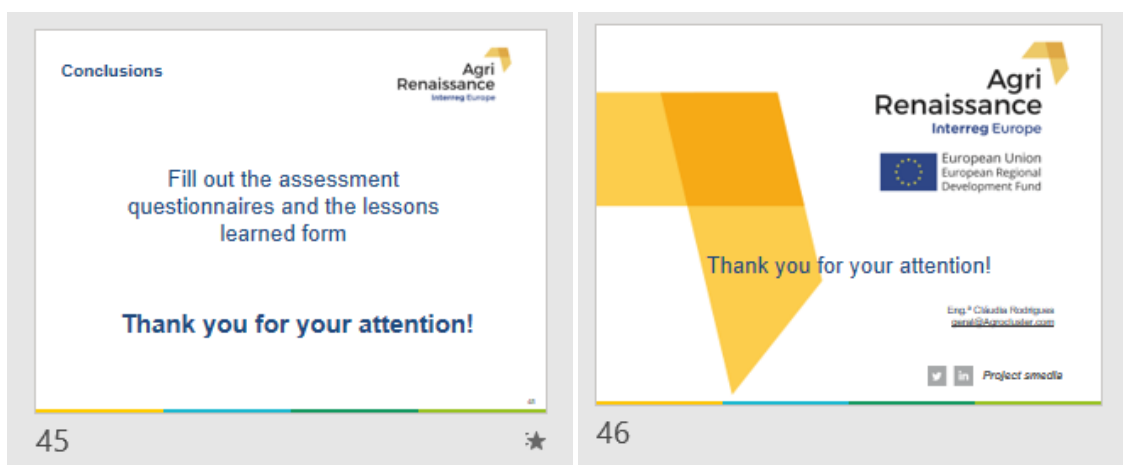 Conclusions
Agri
Renaissance
Interreg Europe
Fill out the assessment
questionnaires and the lessons
learned form
Thank you for your attention!
45
45
Agri
Renaissance
Interreg Europe
European Union
European Regional
Development Fund
Thank you for your attention!
Eng.ª Cláudia Rodrigues
geral@Agrocluster.com
Project smedia
46